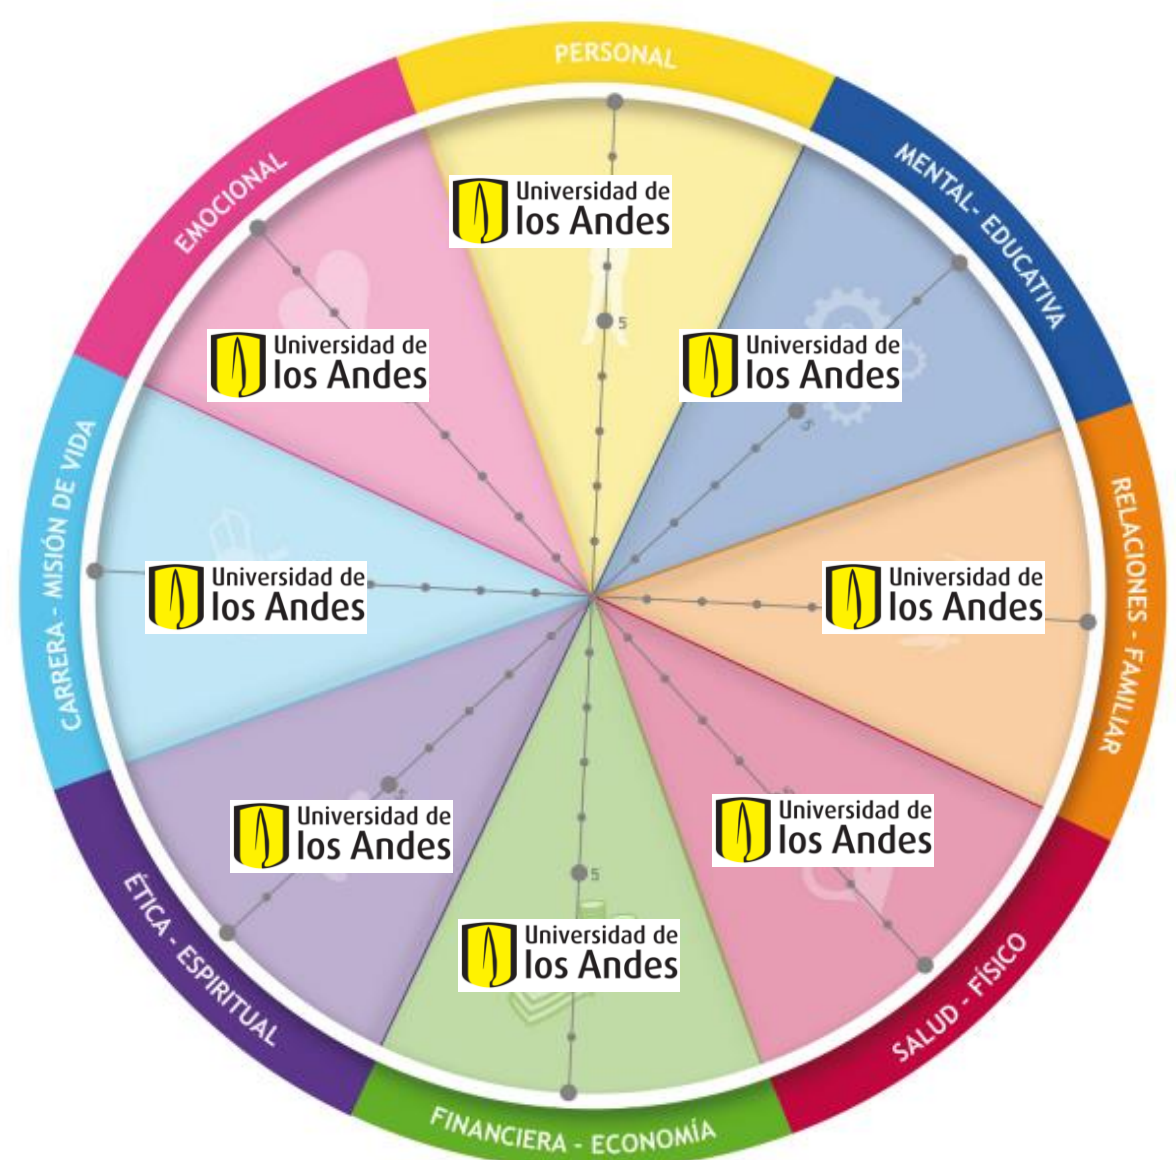 PERSONAL
MENTAL- EDUCATIVA
RELACIONES - FAMILIAR
SALUD - FÍSICO
FINANCIERA - ECONOMÍA
ÉTICA - ESPIRITUAL
CARRERA - MISIÓN DE VIDA
EMOCIONAL
Universidad de
los Andes
5
Universidad de
los Andes
Universidad de
los Andes
5
Universidad de
los Andes
Universidad de
los Andes
Universidad de
los Andes
Universidad de
los Andes
5
5
Universidad de
los Andes